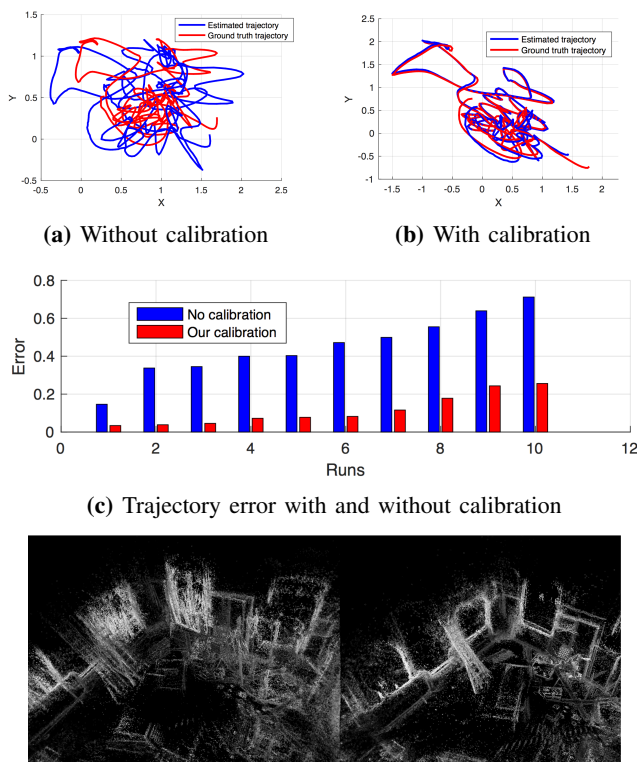 Estimated trajectory
Ground truth trajectory
1.5
1
0.5
0
-0.5
Y
-0.5 0 0.5 1 1.5 2 2.5
X
(a) Without calibration
Estimated trajectory
Ground truth trajectory
2.5
2
1.5
1
0.5
0
-0.5
-1
Y
-1.5 -1 -0.5 0 0.5 1 1.5 2
X
(b) With calibration
No calibration
Our calibration
0.8
0.6
0.4
0.2
0
Error
0 2 4 6 8 10 12
Runs
(c) Trajectory error with and without calibration